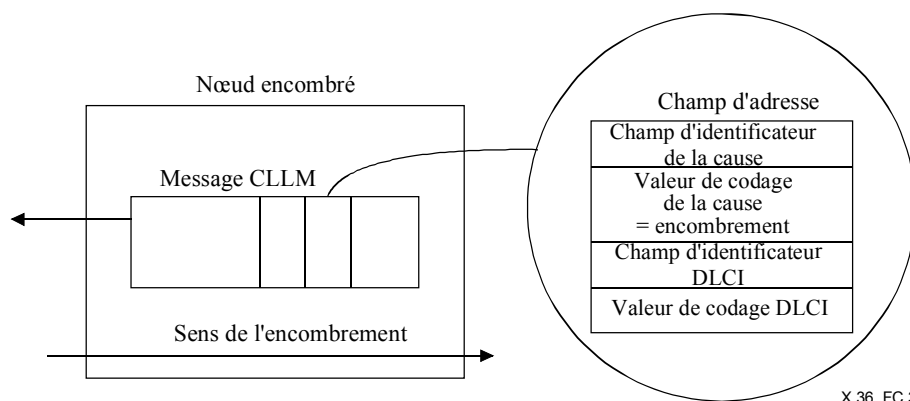 Nœud encombré
Message CLLM
Sens de l'encombrement
Champ d'adresse
Champ d'identificateur
de la cause
Valeur de codage
de la cause
= encombrement
Champ d'identificateur
DLCI
Valeur de codage DLCI
X.36_FC